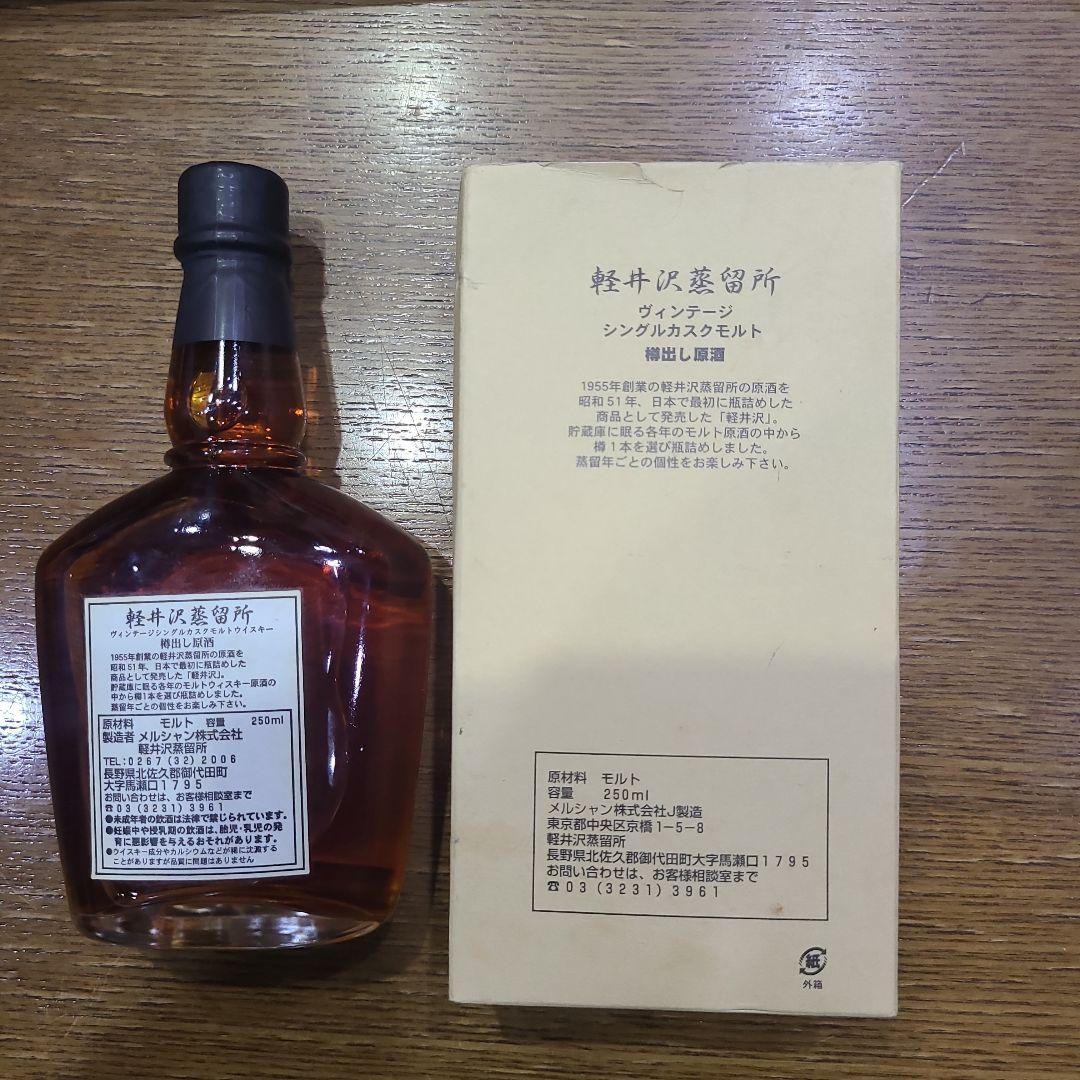 軽井沢蒸留所
ヴィンテージシングルカスクモルトウイスキー
樽出し原酒
1955年創業の軽井沢蒸留所の原酒を
昭和51年、日本で最初に瓶詰めした
商品として発売した「軽井沢」。
貯蔵庫に眠る各年のモルトウィスキー原酒の
中から樽1本を選び瓶詰めしました。
蒸留年ごとの個性をお楽しみ下さい。
原材料 モルト 容量 250ml
製造者 メルシャン株式会社
軽井沢蒸留所
TEL:0267(32)2006
長野県北佐久郡御代田町
大字馬瀬口1795
お問い合わせは、お客様相談室まで
☎03(3231)3961
●未成年者の飲酒は法律で禁じられています。
●妊娠中や授乳期の飲酒は、胎児・乳児の発
育に悪影響を与えるおそれがあります。
●ウイスキー成分やカルシウムなどが稀に沈澱する
ことがありますが品質に問題はありません
軽井沢蒸留所
ヴィンテージ
シングルカスクモルト
樽出し原酒
1955年創業の軽井沢蒸留所の原酒を
昭和51年、日本で最初に瓶詰めした
商品として発売した「軽井沢」。
貯蔵庫に眠る各年のモルト原酒の中から
樽1本を選び瓶詰めしました。
蒸留年ごとの個性をお楽しみ下さい。
原材料 モルト
容量 250ml
メルシャン株式会社J製造
東京都中央区京橋1-5-8
軽井沢蒸留所
長野県北佐久郡御代田町大字馬瀬口1795
お問い合わせは、お客様相談室まで
☎03(3231)3961
紙
外箱